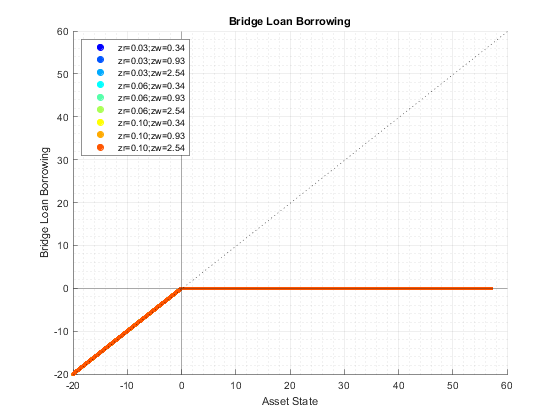 Bridge Loan Borrowing
60
50
40
30
20
10
0
-10
-20
Bridge Loan Borrowing
zr=0.03;zw=0.34
zr=0.03;zw=0.93
zr=0.03;zw=2.54
zr=0.06;zw=0.34
zr=0.06;zw=0.93
zr=0.06;zw=2.54
zr=0.10;zw=0.34
zr=0.10;zw=0.93
zr=0.10;zw=2.54
-20 -10 0 10 20 30 40 50 60
Asset State